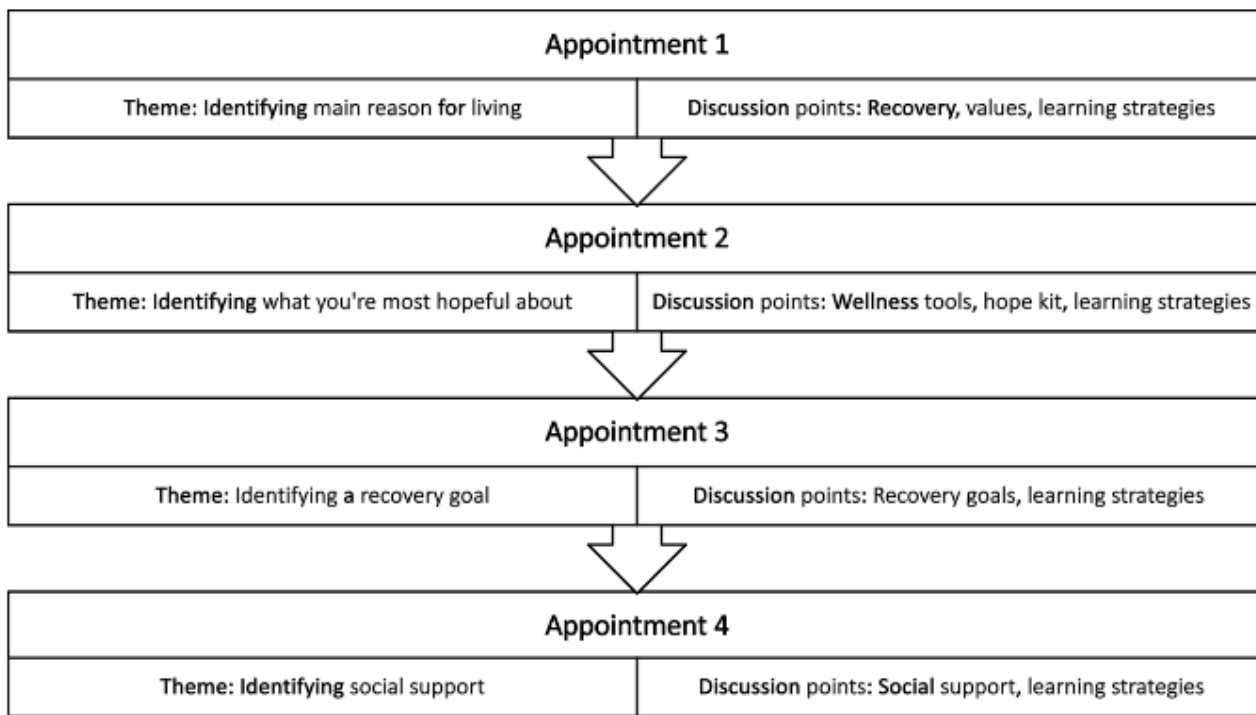 Appointment 1
Theme: Identifying main reason for living
Discussion points: Recovery, values, learning strategies
Appointment 2
Theme: Identifying what you're most hopeful about
Discussion points: Wellness tools, hope kit, learning strategies
Appointment 3
Theme: Identifying a recovery goal
Discussion points: Recovery goals, learning strategies
Appointment 4
Theme: Identifying social support
Discussion points: Social support, learning strategies